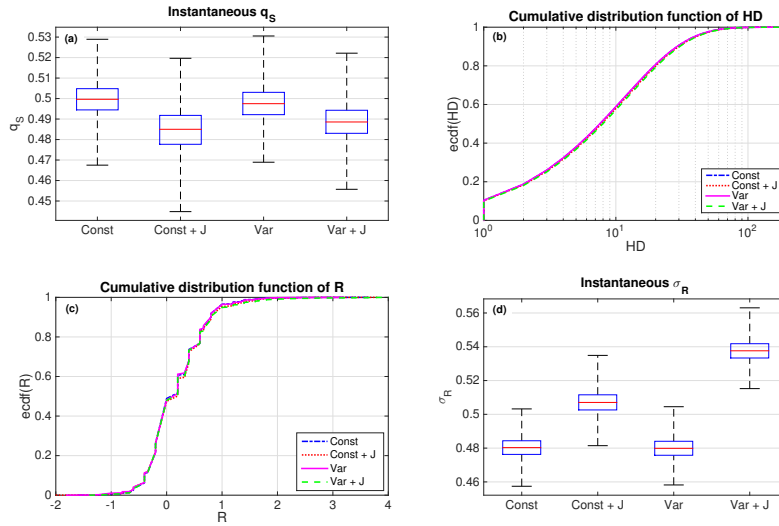 Instantaneous q_S
(a)
q_S
0.53
0.52
0.51
0.5
0.49
0.48
0.47
0.46
0.45
Const
Const + J
Var
Var + J
Cumulative distribution function of HD
(b)
ecdf(HD)
1
0.8
0.6
0.4
0.2
0
10^0
10^1
10^2
HD
Const
Const + J
Var
Var + J
Cumulative distribution function of R
(c)
ecdf(R)
1
0.8
0.6
0.4
0.2
0
-2
-1
0
1
2
3
4
R
Const
Const + J
Var
Var + J
Instantaneous σ_R
(d)
σ_R
0.56
0.54
0.52
0.5
0.48
0.46
Const
Const + J
Var
Var + J